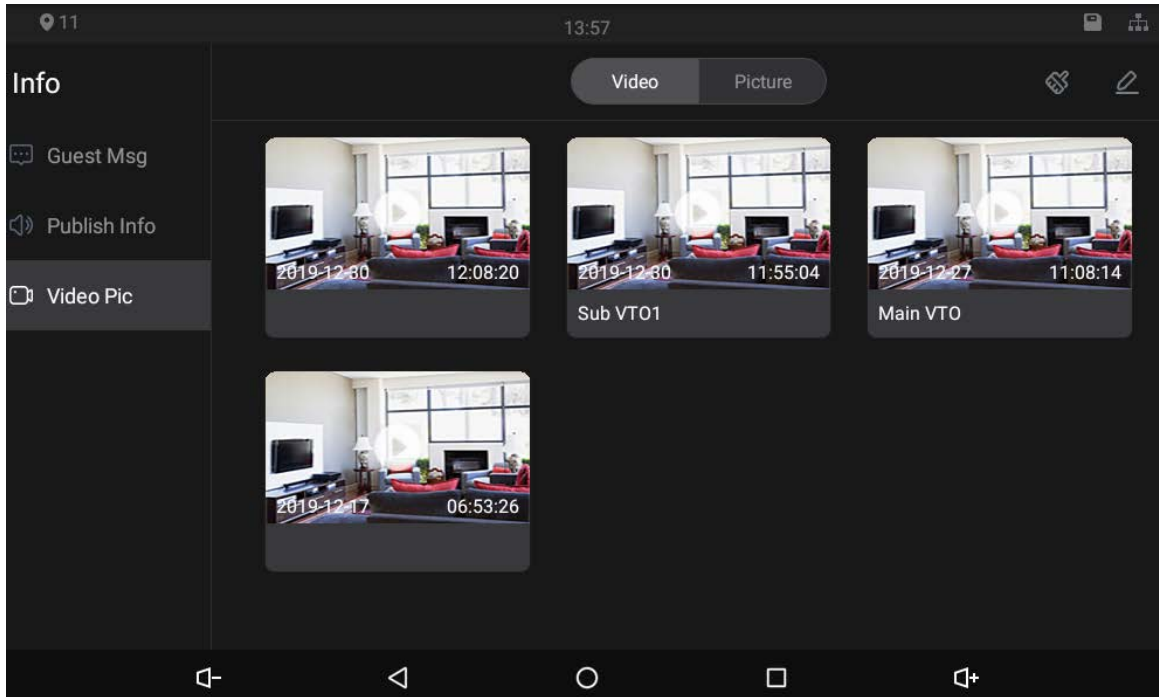 11
13:57
Info
Video
Picture
Guest Msg
Publish Info
Video Pic
2019-12-30 12:08:20
2019-12-30 11:55:04
Sub VTO1
2019-12-27 11:08:14
Main VTO
2019-12-17 06:53:26